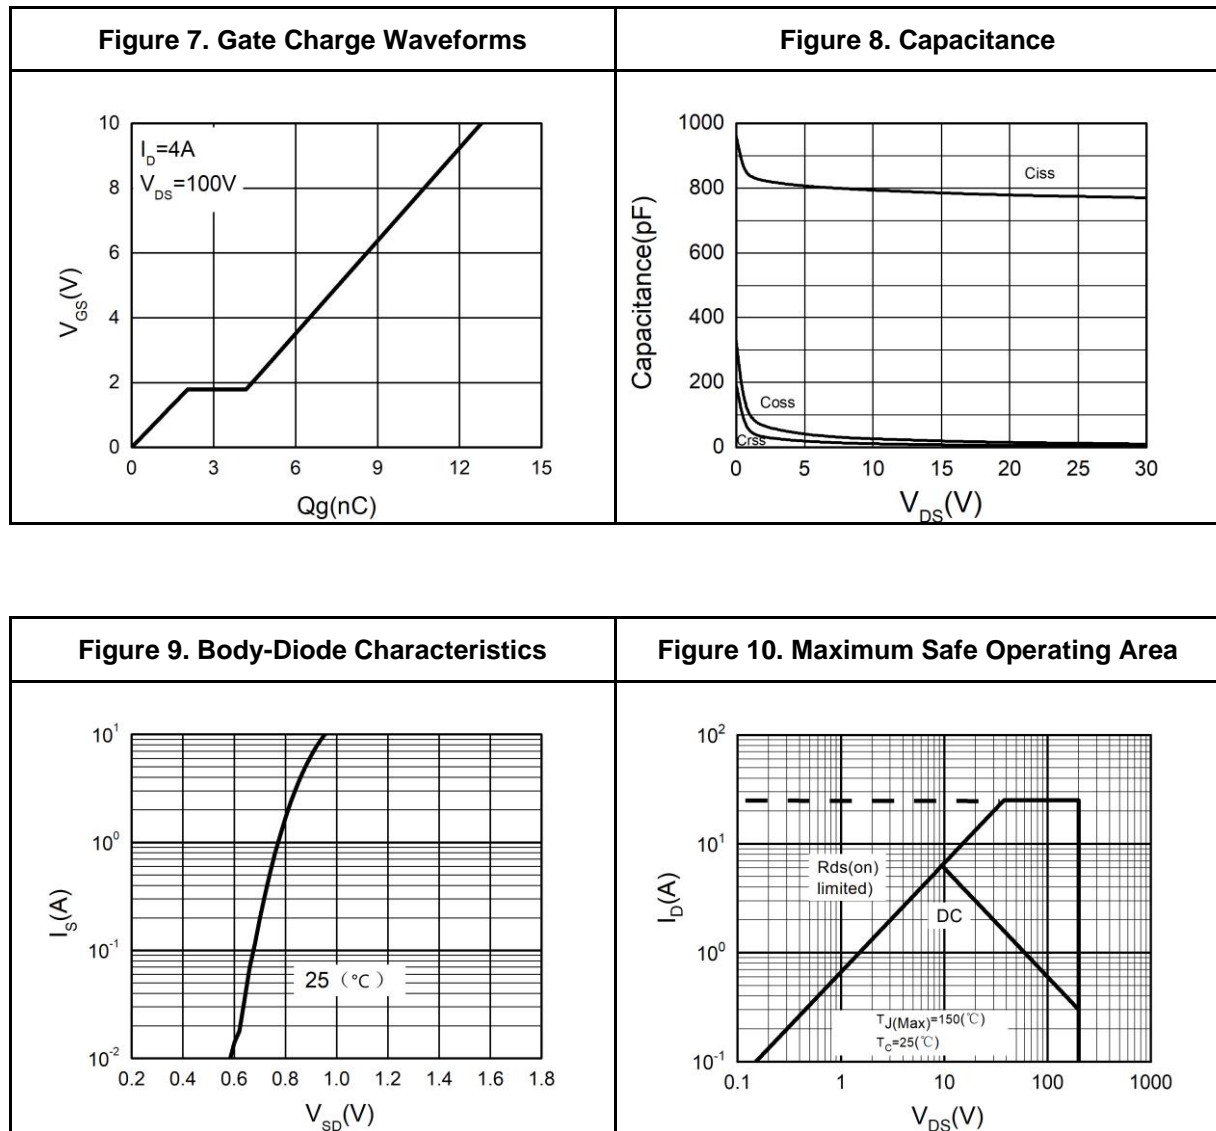 Figure 7. Gate Charge Waveforms
Figure 8. Capacitance
10
8
6
4
2
0
I_D=4A
V_DS=100V
V_GS(V)
0 3 6 9 12 15
Qg(nC)
1000
800
600
400
200
0
Capacitance(pF)
Ciss
Coss
Crss
0 5 10 15 20 25 30
V_DS(V)
Figure 9. Body-Diode Characteristics
Figure 10. Maximum Safe Operating Area
10^1
10^0
10^-1
10^-2
I_S(A)
25（℃）
0.2 0.4 0.6 0.8 1.0 1.2 1.4 1.6 1.8
V_SD(V)
10^2
10^1
10^0
10^-1
I_D(A)
Rds(on)
limited)
DC
T_J(Max)=150(℃)
T_C=25(℃)
0.1 1 10 100 1000
V_DS(V)